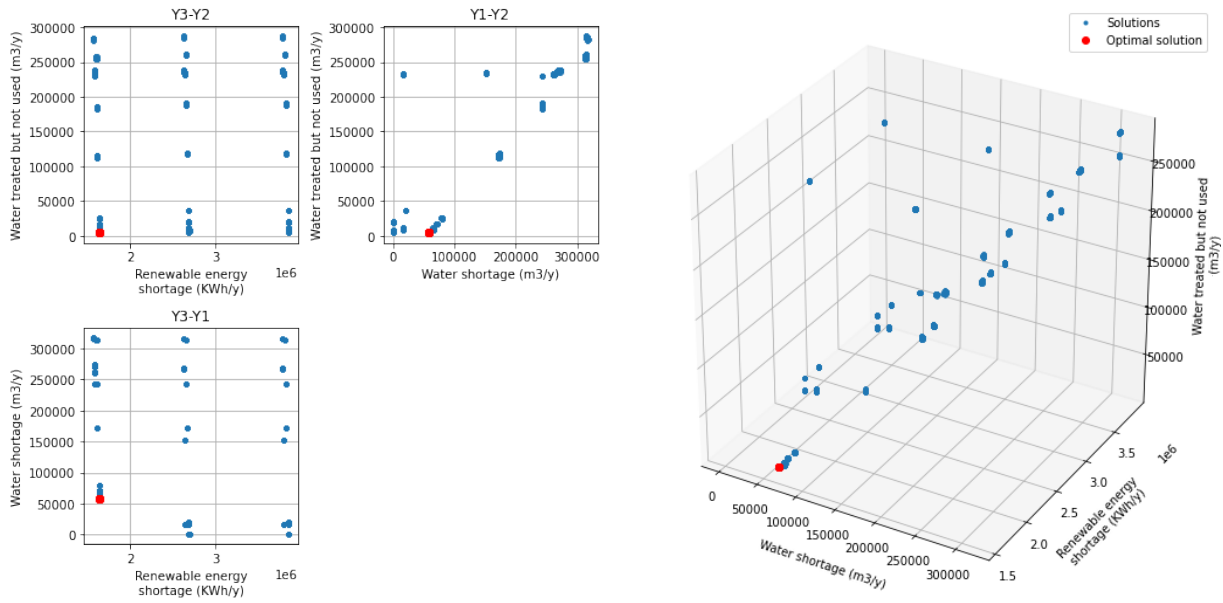 Y3-Y2
Water treated but not used (m3/y)
300000
250000
200000
150000
100000
50000
0
2
3
1e6
Renewable energy
shortage (KWh/y)
Y1-Y2
Water treated but not used (m3/y)
300000
250000
200000
150000
100000
50000
0
0
100000
200000
300000
Water shortage (m3/y)
Y3-Y1
Water shortage (m3/y)
300000
250000
200000
150000
100000
50000
0
2
3
1e6
Renewable energy
shortage (KWh/y)
Solutions
Optimal solution
250000
200000
150000
100000
50000
Water treated but not used
(m3/y)
0
50000
100000
150000
200000
250000
300000
Water shortage (m3/y)
1.5
2.0
2.5
3.0
3.5
1e6
Renewable energy
shortage (KWh/y)